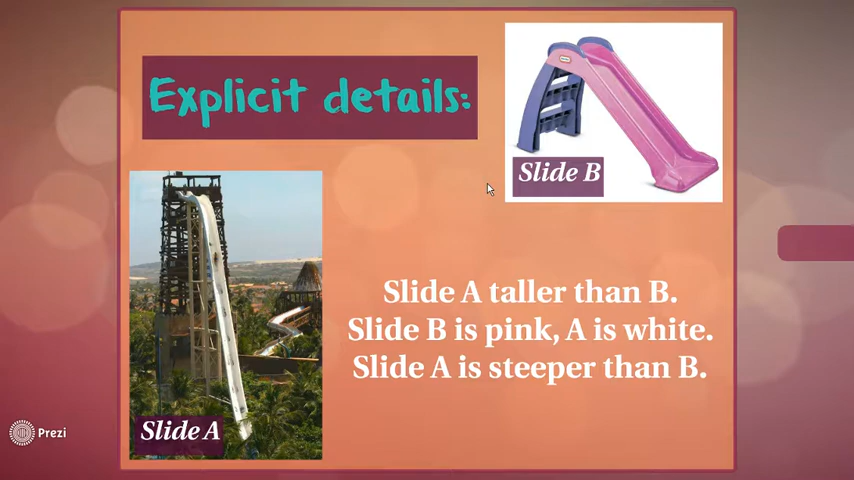 Explicit details:
Slide B
Slide A taller than B.
Slide B is pink, A is white.
Slide A is steeper than B.
Slide A
Prezi